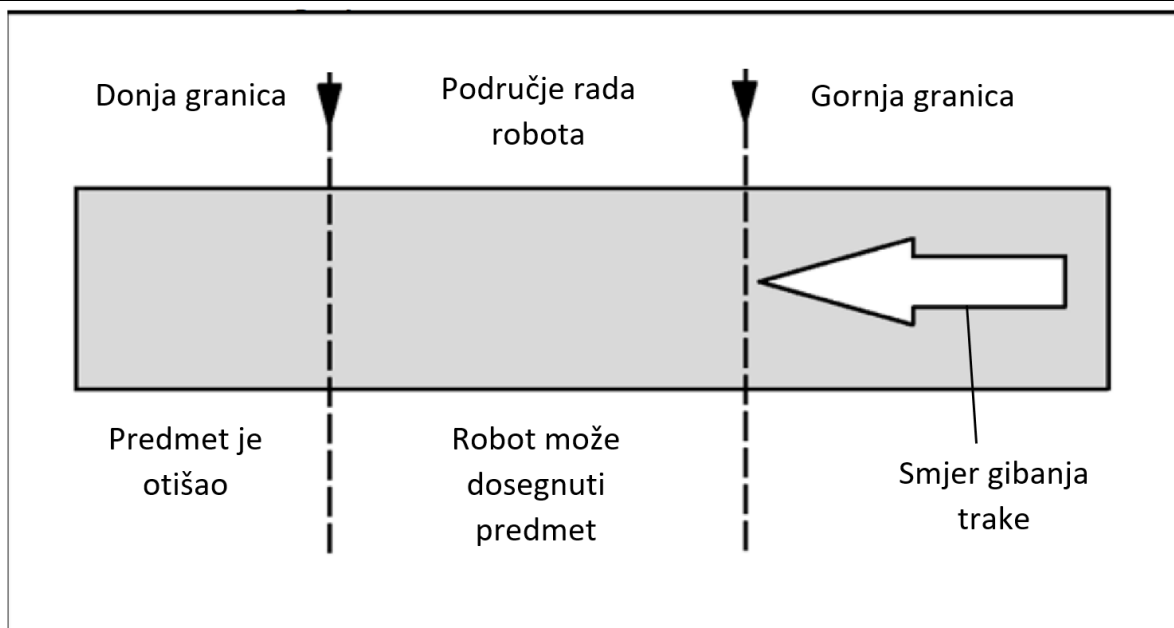 Donja granica
Područje rada
robota
Gornja granica
Predmet je
otišao
Robot može
dosegnuti
predmet
Smjer gibanja
trake